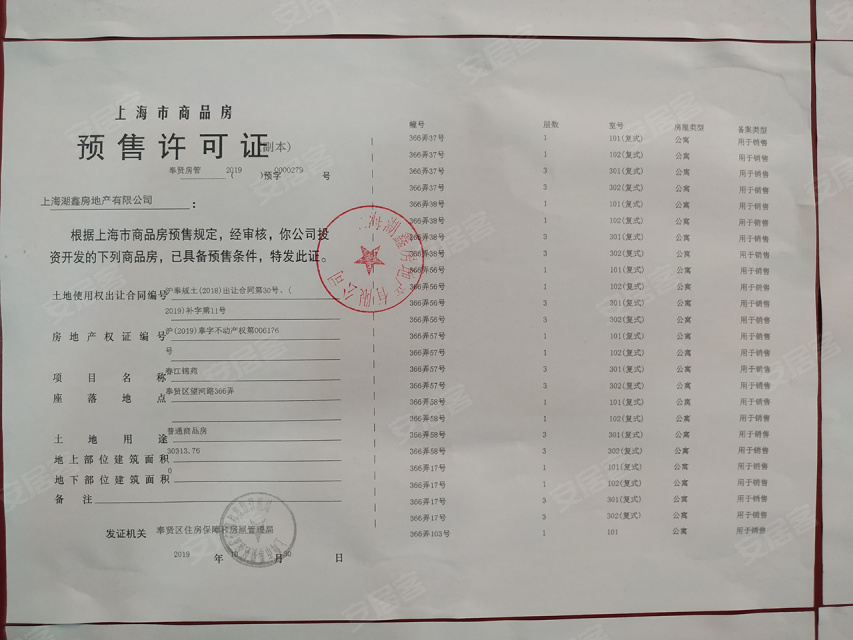 上海市商品房
预售许可证(副本)
奉贤房管(2019)预字0000279号
上海湖鑫房地产有限公司:
根据上海市商品房预售规定,经审核,你公司投
资开发的下列商品房,已具备预售条件,特发此证。
土地使用权出让合同编号 沪奉规土(2018)出让合同第30号、(
2019)补字第11号
房地产权证编号 沪(2019)奉字不动产权第006176
号
项目名称 春江锦苑
座落地点 奉贤区望河路366弄
土地用途 普通商品房
地上部位建筑面积 30313.76
地下部位建筑面积 0
备注
发证机关 奉贤区住房保障和房屋管理局
2019年10月30日
幢号 层数 室号 房屋类型 备案类型
366弄37号 1 101(复式) 公寓 用于销售
366弄37号 1 102(复式) 公寓 用于销售
366弄37号 3 301(复式) 公寓 用于销售
366弄37号 3 302(复式) 公寓 用于销售
366弄38号 1 101(复式) 公寓 用于销售
366弄38号 1 102(复式) 公寓 用于销售
366弄38号 3 301(复式) 公寓 用于销售
366弄38号 3 302(复式) 公寓 用于销售
366弄56号 1 101(复式) 公寓 用于销售
366弄56号 1 102(复式) 公寓 用于销售
366弄56号 3 301(复式) 公寓 用于销售
366弄56号 3 302(复式) 公寓 用于销售
366弄57号 1 101(复式) 公寓 用于销售
366弄57号 1 102(复式) 公寓 用于销售
366弄57号 3 301(复式) 公寓 用于销售
366弄57号 3 302(复式) 公寓 用于销售
366弄58号 1 101(复式) 公寓 用于销售
366弄58号 1 102(复式) 公寓 用于销售
366弄58号 3 301(复式) 公寓 用于销售
366弄58号 3 302(复式) 公寓 用于销售
366弄17号 1 101(复式) 公寓 用于销售
366弄17号 1 102(复式) 公寓 用于销售
366弄17号 3 301(复式) 公寓 用于销售
366弄17号 3 302(复式) 公寓 用于销售
366弄103号 1 101 公寓 用于销售
上海湖鑫房地产有限公司
安居客